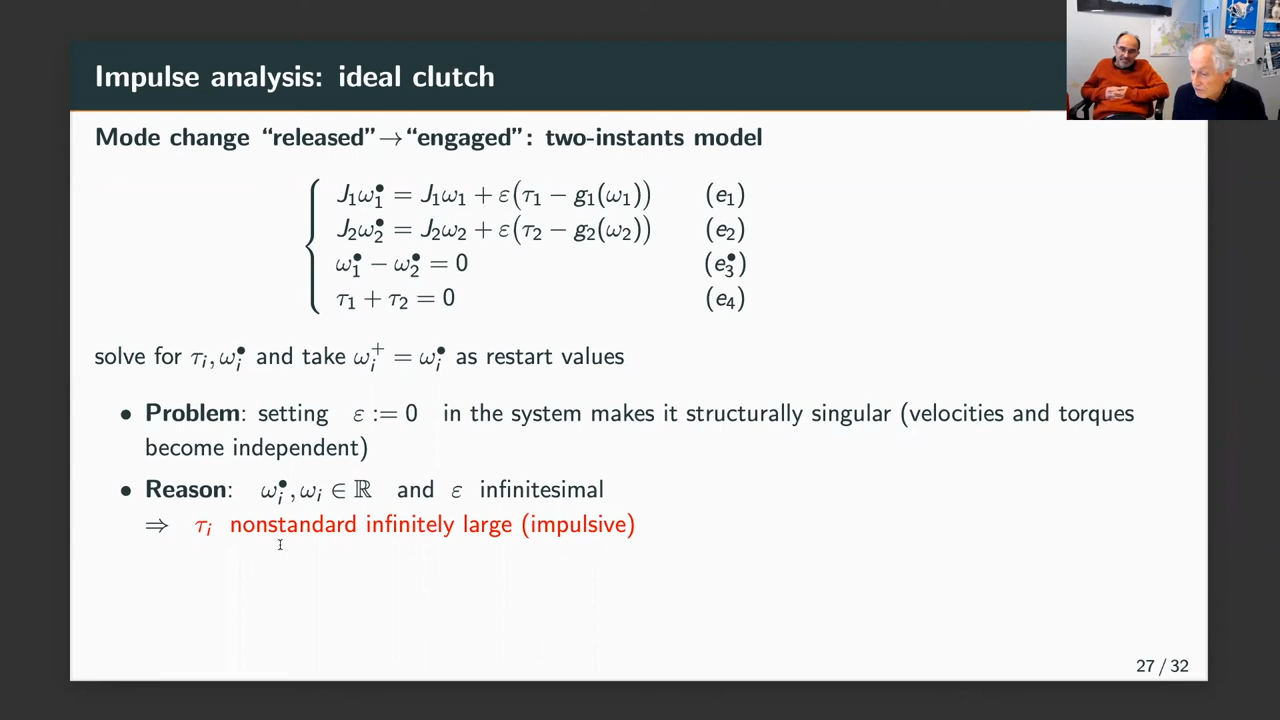 Impulse analysis: ideal clutch
Mode change “released”→“engaged”: two-instants model
J₁ω₁• = J₁ω₁ + ε(τ₁ − g₁(ω₁)) (e₁)
J₂ω₂• = J₂ω₂ + ε(τ₂ − g₂(ω₂)) (e₂)
ω₁• − ω₂• = 0 (e₃•)
τ₁ + τ₂ = 0 (e₄)
solve for τᵢ, ωᵢ• and take ωᵢ⁺ = ωᵢ• as restart values
• Problem: setting ε := 0 in the system makes it structurally singular (velocities and torques
become independent)
• Reason: ωᵢ•, ωᵢ ∈ ℝ and ε infinitesimal
⇒ τᵢ nonstandard infinitely large (impulsive)
27 / 32